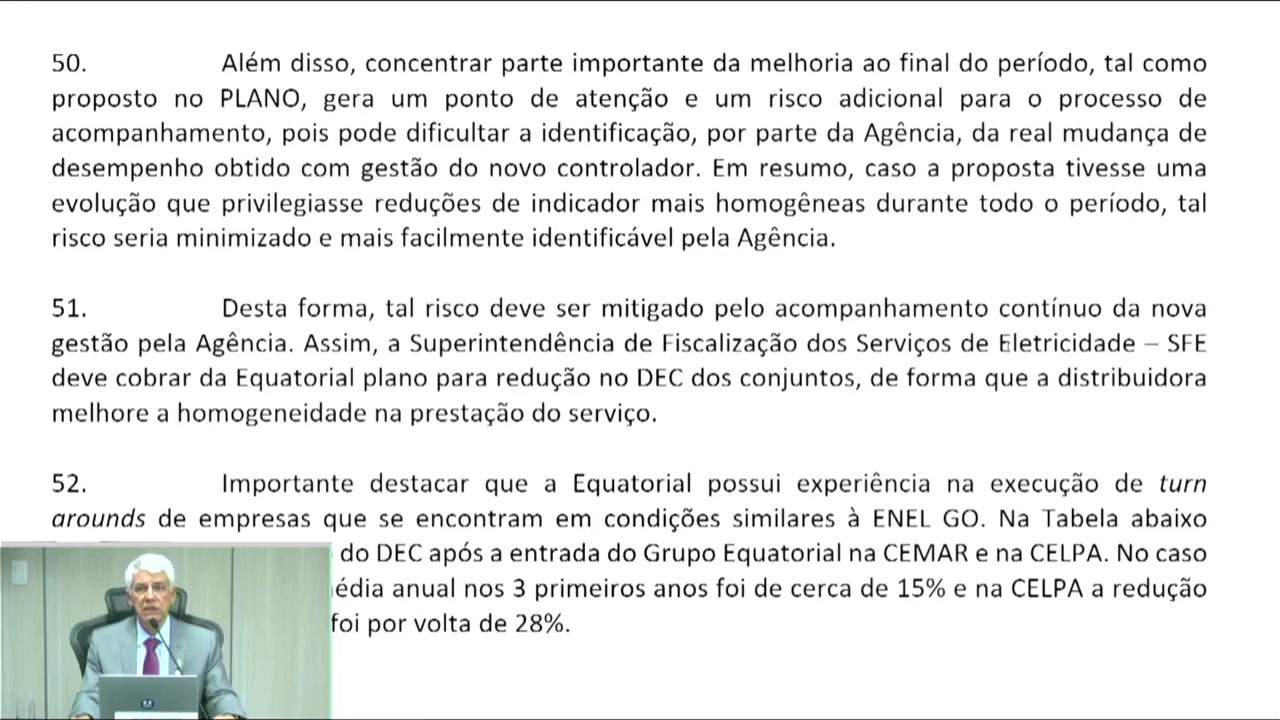 50. Além disso, concentrar parte importante da melhoria ao final do período, tal como
proposto no PLANO, gera um ponto de atenção e um risco adicional para o processo de
acompanhamento, pois pode dificultar a identificação, por parte da Agência, da real mudança de
desempenho obtido com gestão do novo controlador. Em resumo, caso a proposta tivesse uma
evolução que privilegiasse reduções de indicador mais homogêneas durante todo o período, tal
risco seria minimizado e mais facilmente identificável pela Agência.
51. Desta forma, tal risco deve ser mitigado pelo acompanhamento contínuo da nova
gestão pela Agência. Assim, a Superintendência de Fiscalização dos Serviços de Eletricidade – SFE
deve cobrar da Equatorial plano para redução no DEC dos conjuntos, de forma que a distribuidora
melhore a homogeneidade na prestação do serviço.
52. Importante destacar que a Equatorial possui experiência na execução de turn
arounds de empresas que se encontram em condições similares à ENEL GO. Na Tabela abaixo
do DEC após a entrada do Grupo Equatorial na CEMAR e na CELPA. No caso
édia anual nos 3 primeiros anos foi de cerca de 15% e na CELPA a redução
foi por volta de 28%.